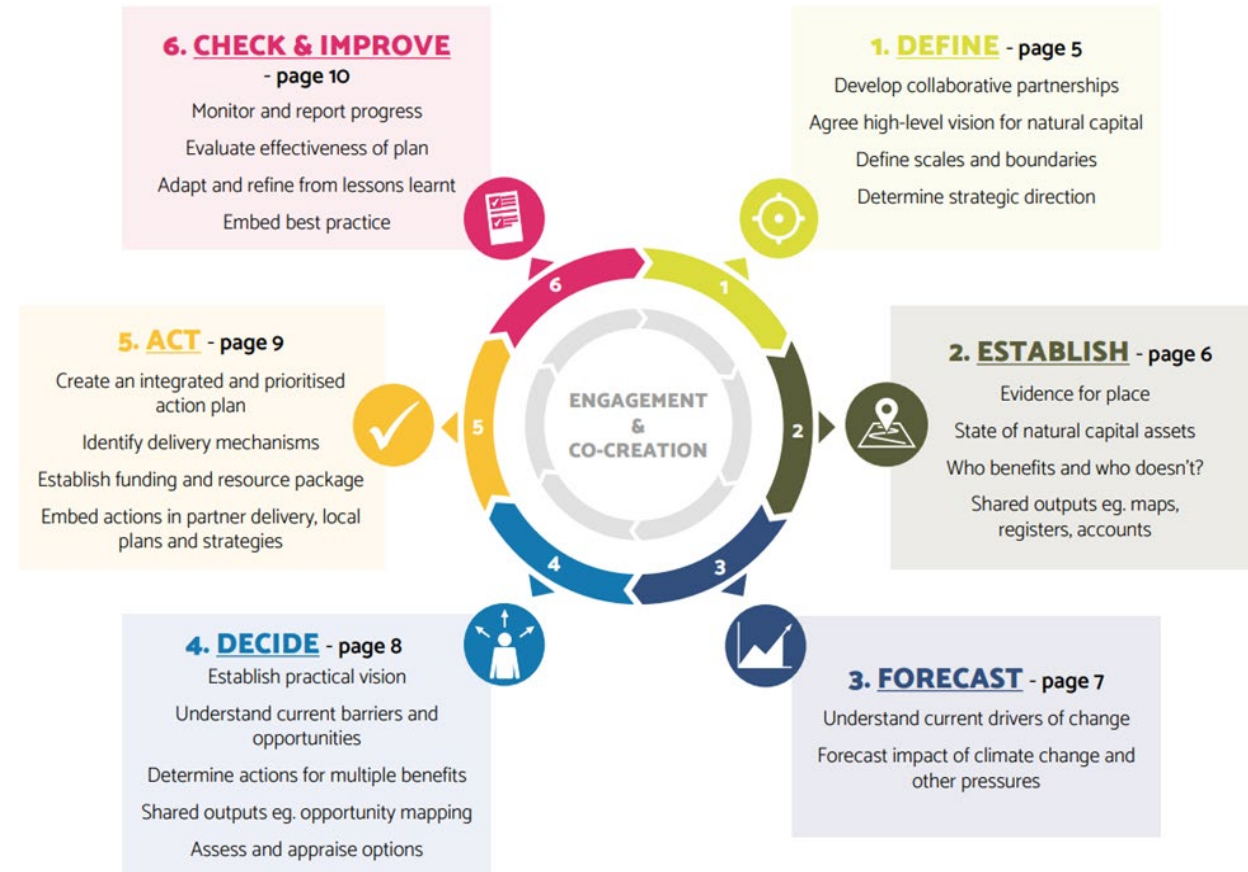 1. DEFINE - page 5
Develop collaborative partnerships
Agree high-level vision for natural capital
Define scales and boundaries
Determine strategic direction
2. ESTABLISH - page 6
Evidence for place
State of natural capital assets
Who benefits and who doesn't?
Shared outputs eg. maps,
registers, accounts
3. FORECAST - page 7
Understand current drivers of change
Forecast impact of climate change and
other pressures
4. DECIDE - page 8
Establish practical vision
Understand current barriers and
opportunities
Determine actions for multiple benefits
Shared outputs eg. opportunity mapping
Assess and appraise options
5. ACT - page 9
Create an integrated and prioritised
action plan
Identify delivery mechanisms
Establish funding and resource package
Embed actions in partner delivery, local
plans and strategies
6. CHECK & IMPROVE
- page 10
Monitor and report progress
Evaluate effectiveness of plan
Adapt and refine from lessons learnt
Embed best practice
1
2
3
4
5
6
ENGAGEMENT
&
CO-CREATION